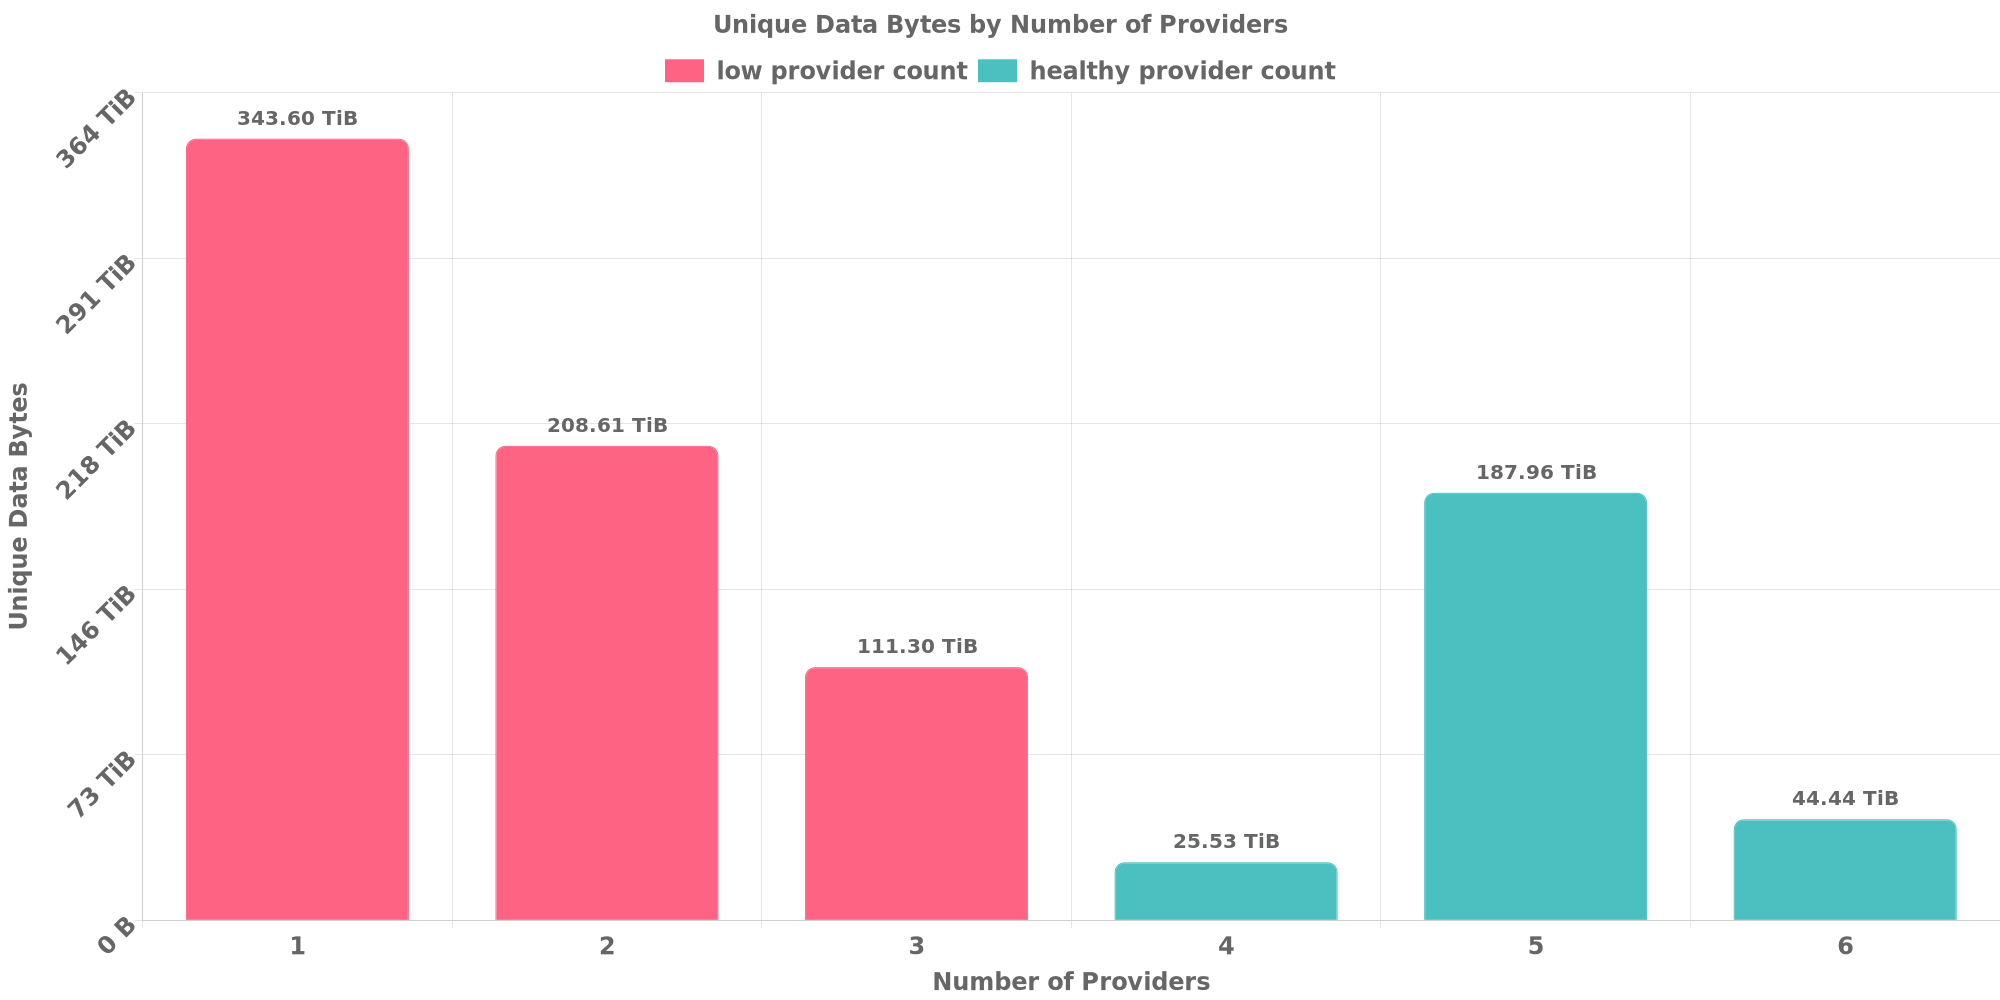 Unique Data Bytes by Number of Providers
low provider count healthy provider count
364 TiB
291 TiB
218 TiB
146 TiB
73 TiB
0 B
Unique Data Bytes
343.60 TiB
208.61 TiB
111.30 TiB
25.53 TiB
187.96 TiB
44.44 TiB
1 2 3 4 5 6
Number of Providers